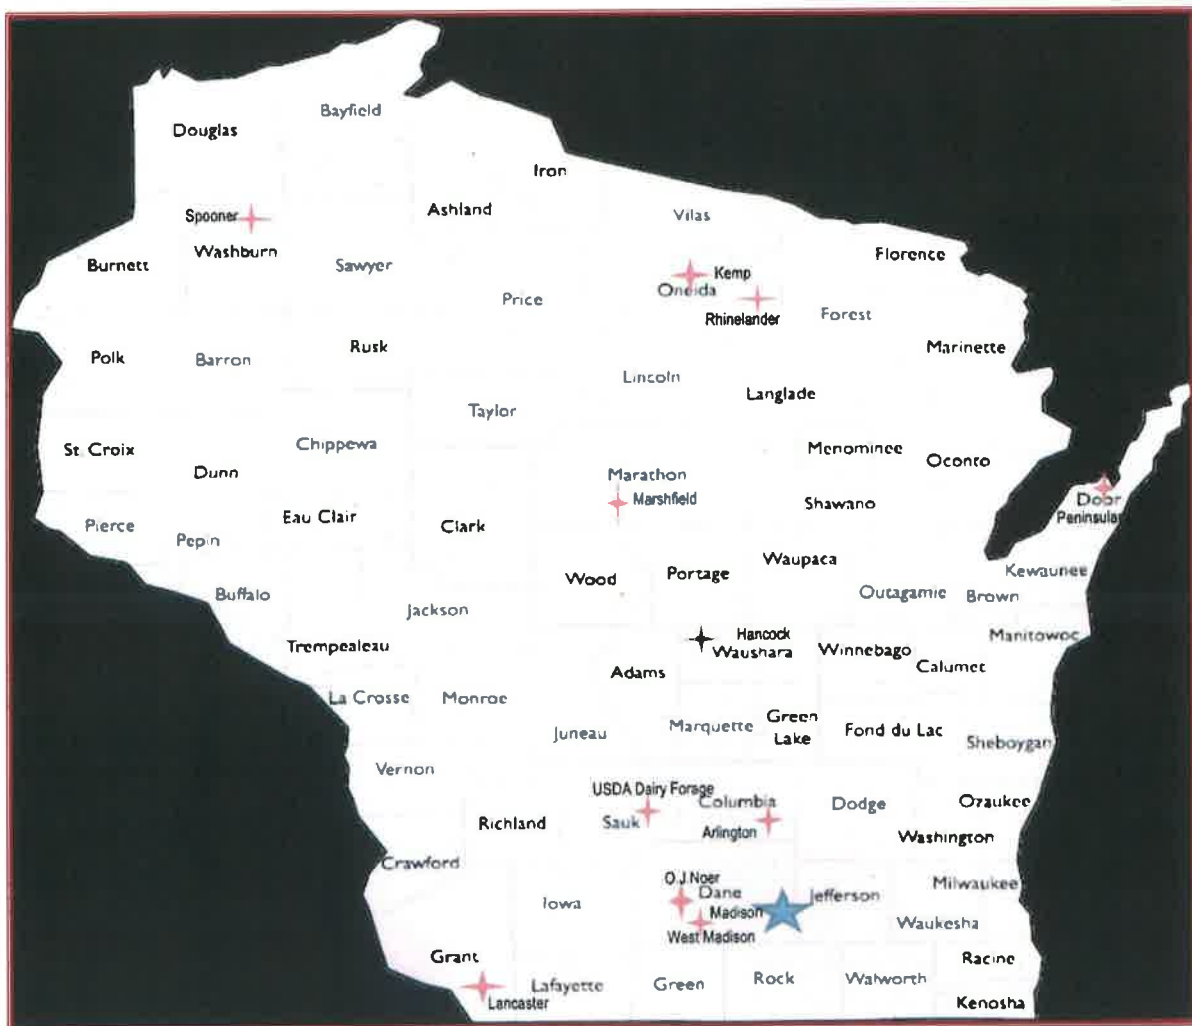 Bayfield
Douglas
Iron
Ashland
Spooner
Vilas
Washburn
Florence
Burnett
Sawyer
Kemp
Oneida
Price
Rhinelander
Forest
Rusk
Marinette
Polk
Barron
Lincoln
Langlade
Taylor
Chippewa
St. Croix
Menominee
Oconto
Dunn
Marathon
Marshfield
Shawano
Door
Peninsular
Eau Clair
Clark
Pierce
Pepin
Waupaca
Kewaunee
Wood
Portage
Buffalo
Outagamie
Brown
Jackson
Hancock
Waushara
Manitowoc
Trempealeau
Winnebago
Calumet
Adams
La Crosse
Monroe
Marquette
Green
Lake
Fond du Lac
Juneau
Sheboygan
Vernon
USDA Dairy Forage
Columbia
Dodge
Ozaukee
Richland
Sauk
Arlington
Washington
Crawford
O.J.Noer
Dane
Jefferson
Milwaukee
Iowa
Madison
Waukesha
West Madison
Grant
Racine
Lafayette
Green
Rock
Walworth
Lancaster
Kenosha